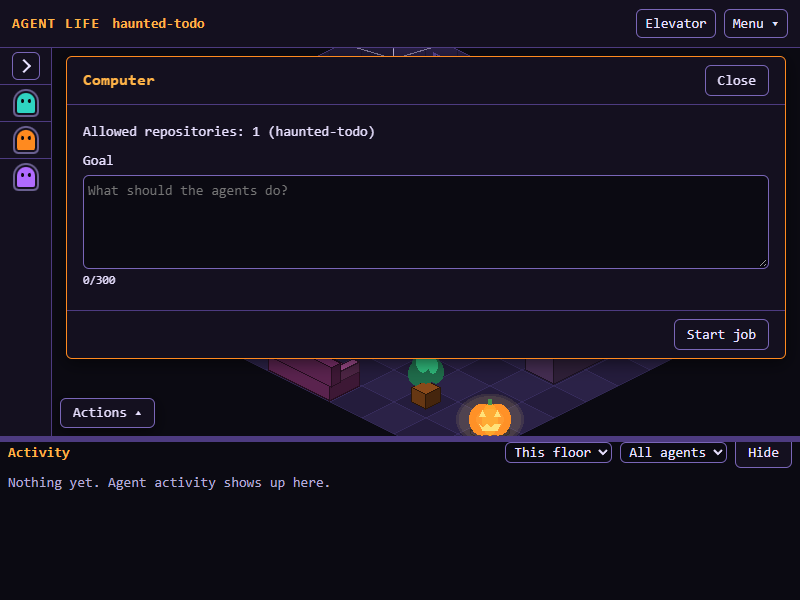 AGENT LIFE haunted-todo Elevator Menu ▾
Computer Close
Allowed repositories: 1 (haunted-todo)
Goal
What should the agents do?
0/300
Start job
Actions ▴
Activity This floor All agents Hide
Nothing yet. Agent activity shows up here.